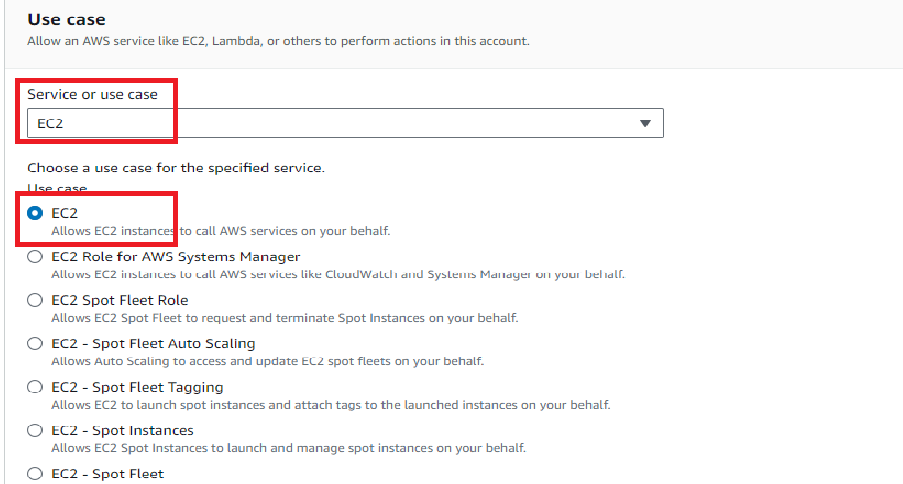 Use case
Allow an AWS service like EC2, Lambda, or others to perform actions in this account.
Service or use case
EC2
Choose a use case for the specified service.
Use case
EC2
Allows EC2 instances to call AWS services on your behalf.
EC2 Role for AWS Systems Manager
Allows EC2 instances to call AWS services like CloudWatch and Systems Manager on your behalf.
EC2 Spot Fleet Role
Allows EC2 Spot Fleet to request and terminate Spot Instances on your behalf.
EC2 - Spot Fleet Auto Scaling
Allows Auto Scaling to access and update EC2 spot fleets on your behalf.
EC2 - Spot Fleet Tagging
Allows EC2 to launch spot instances and attach tags to the launched instances on your behalf.
EC2 - Spot Instances
Allows EC2 Spot Instances to launch and manage spot instances on your behalf.
EC2 - Spot Fleet